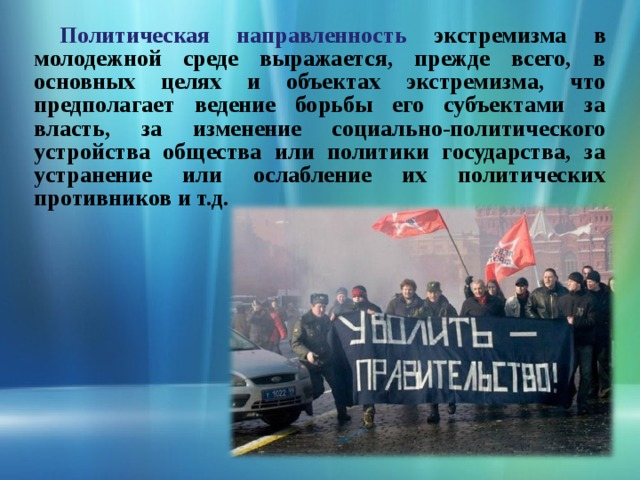 Политическая направленность экстремизма в
молодежной среде выражается, прежде всего, в
основных целях и объектах экстремизма, что
предполагает ведение борьбы его субъектами за
власть, за изменение социально-политического
устройства общества или политики государства, за
устранение или ослабление их политических
противников и т.д.
УВОЛИТЬ —
ПРАВИТЕЛЬСТВО!